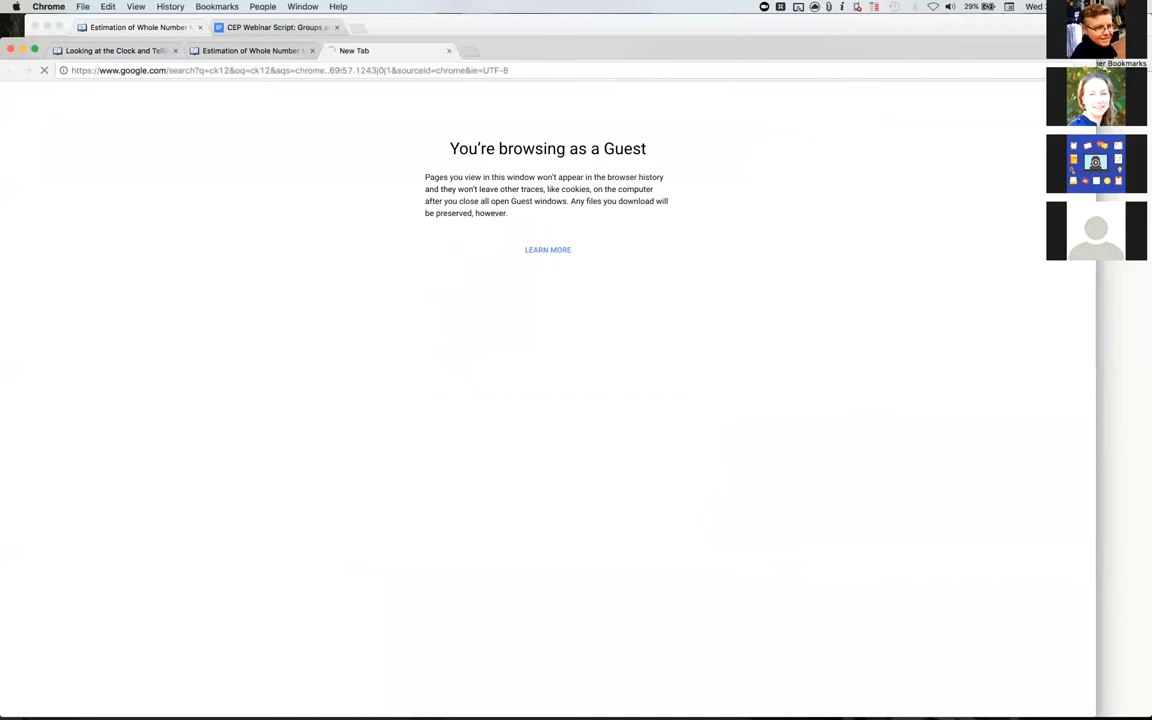 Chrome File Edit View History Bookmarks People Window Help 29% Wed
Estimation of Whole Number CEP Webinar Script: Groups
Looking at the Clock and Estimation of Whole Number New Tab
https://www.google.com/search?q=ck12&oq=ck12&aqs=chrome..69i57.1243j0j1&sourceid=chrome&ie=UTF-8
Bookmarks
You're browsing as a Guest
Pages you view in this window won't appear in the browser history
and they won't leave other traces, like cookies, on the computer
after you close all open Guest windows. Any files you download will
be preserved, however.
LEARN MORE